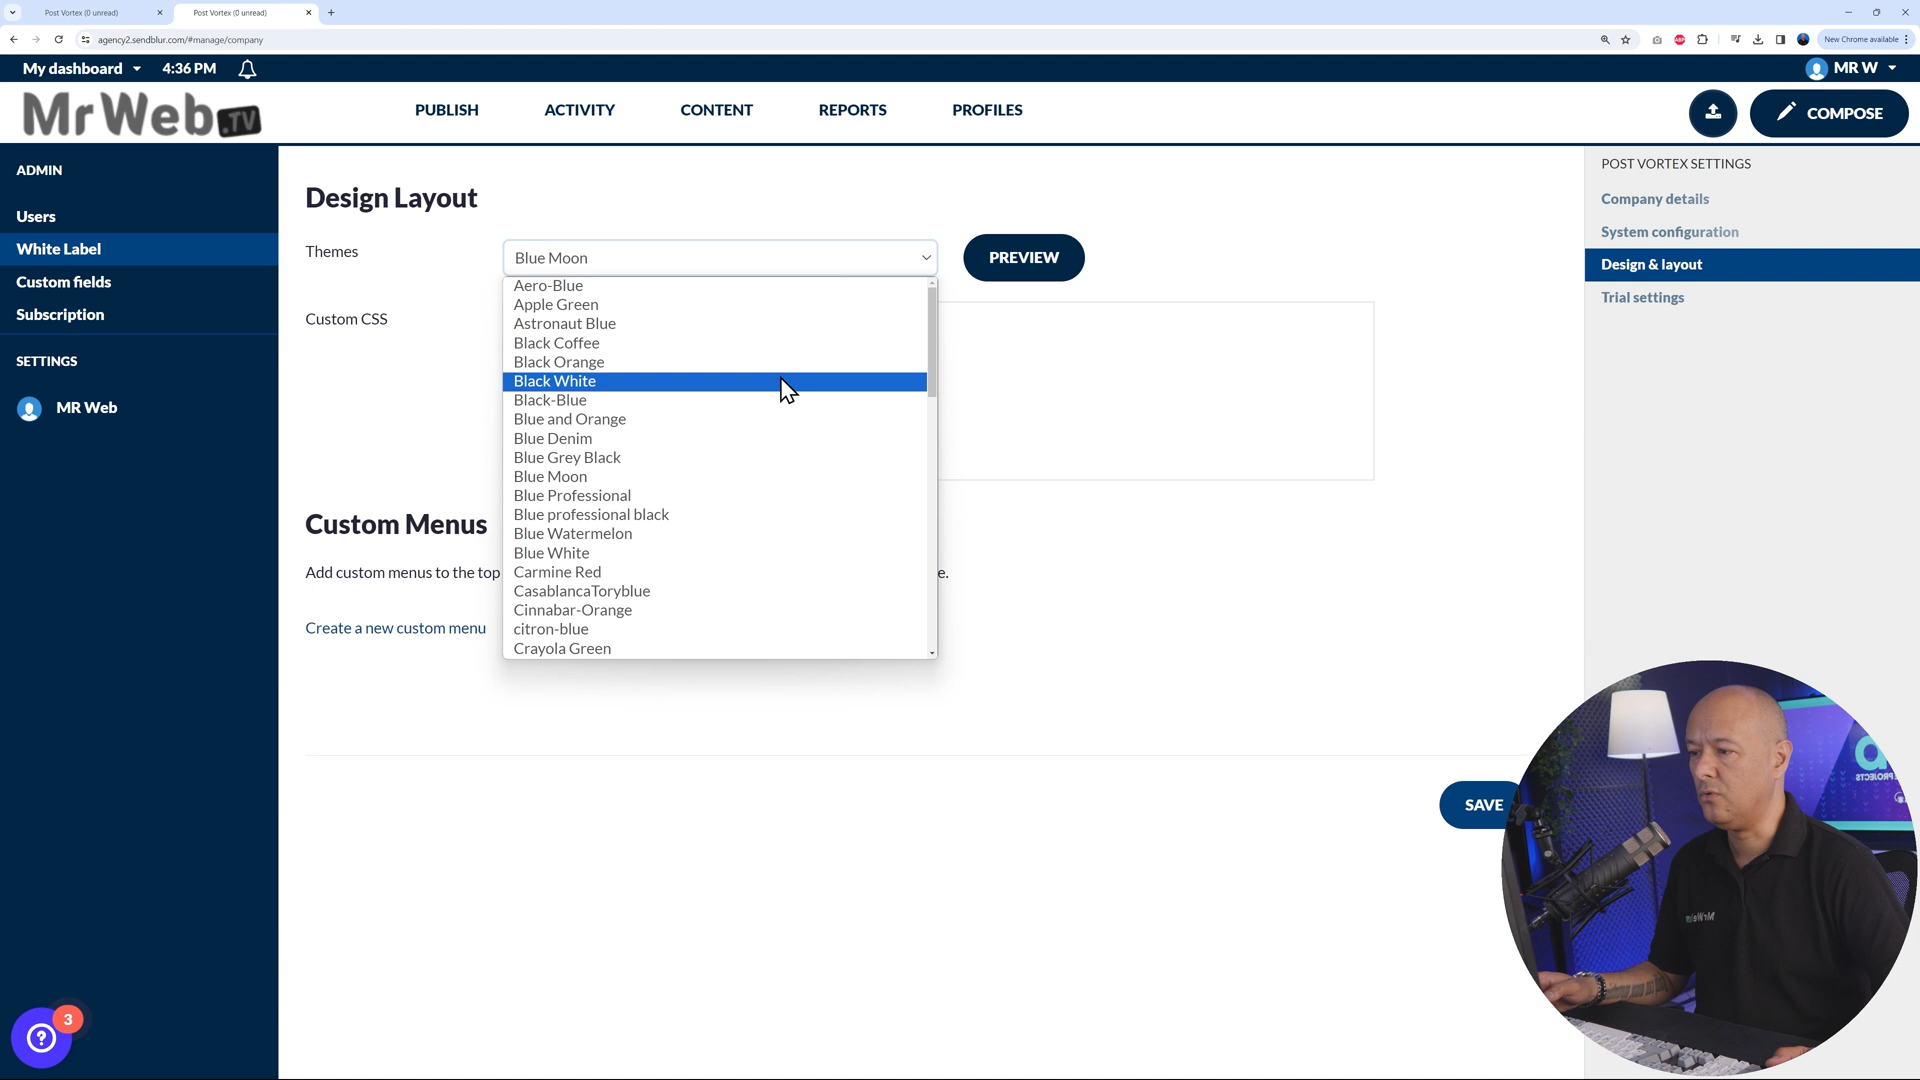 Post Vortex (0 unread)
Post Vortex (0 unread)
agency2.sendblur.com/#manage/company
ABP
New Chrome available
My dashboard
4:36 PM
MR W
MrWeb.TV
PUBLISH
ACTIVITY
CONTENT
REPORTS
PROFILES
COMPOSE
ADMIN
Users
White Label
Custom fields
Subscription
SETTINGS
MR Web
Design Layout
Themes
Blue Moon
PREVIEW
Aero-Blue
Apple Green
Astronaut Blue
Black Coffee
Black Orange
Black White
Black-Blue
Blue and Orange
Blue Denim
Blue Grey Black
Blue Moon
Blue Professional
Blue professional black
Blue Watermelon
Blue White
Carmine Red
CasablancaToryblue
Cinnabar-Orange
citron-blue
Crayola Green
Custom CSS
Custom Menus
Add custom menus to the top
e.
Create a new custom menu
SAVE
POST VORTEX SETTINGS
Company details
System configuration
Design & layout
Trial settings
PROJECTS
3
?